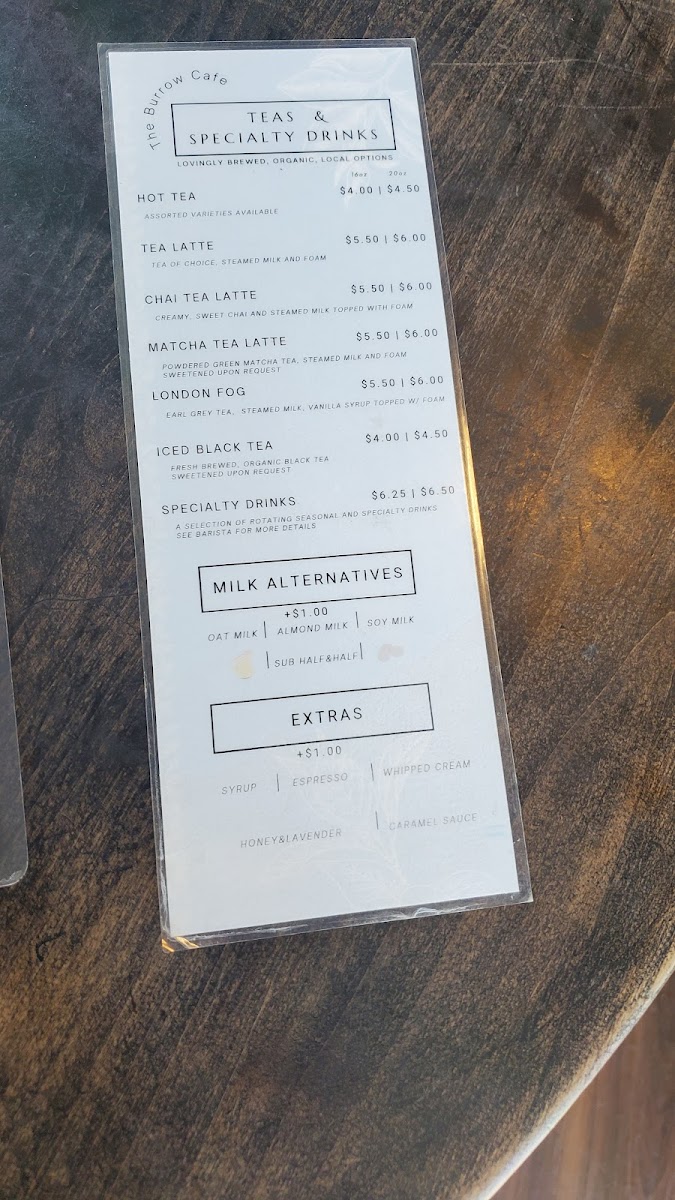 The Burrow Cafe
TEAS &
SPECIALTY DRINKS
LOVINGLY BREWED, ORGANIC, LOCAL OPTIONS
16oz 20oz
HOT TEA $4.00 | $4.50
ASSORTED VARIETIES AVAILABLE
TEA LATTE $5.50 | $6.00
TEA OF CHOICE, STEAMED MILK AND FOAM
CHAI TEA LATTE $5.50 | $6.00
CREAMY, SWEET CHAI AND STEAMED MILK TOPPED WITH FOAM
MATCHA TEA LATTE $5.50 | $6.00
POWDERED GREEN MATCHA TEA, STEAMED MILK AND FOAM
SWEETENED UPON REQUEST
LONDON FOG $5.50 | $6.00
EARL GREY TEA, STEAMED MILK, VANILLA SYRUP TOPPED W/ FOAM
ICED BLACK TEA $4.00 | $4.50
FRESH BREWED, ORGANIC BLACK TEA
SWEETENED UPON REQUEST
SPECIALTY DRINKS $6.25 | $6.50
A SELECTION OF ROTATING SEASONAL AND SPECIALTY DRINKS
SEE BARISTA FOR MORE DETAILS
MILK ALTERNATIVES
+$1.00
OAT MILK | ALMOND MILK | SOY MILK
| SUB HALF&HALF |
EXTRAS
+$1.00
SYRUP | ESPRESSO | WHIPPED CREAM
HONEY&LAVENDER | CARAMEL SAUCE